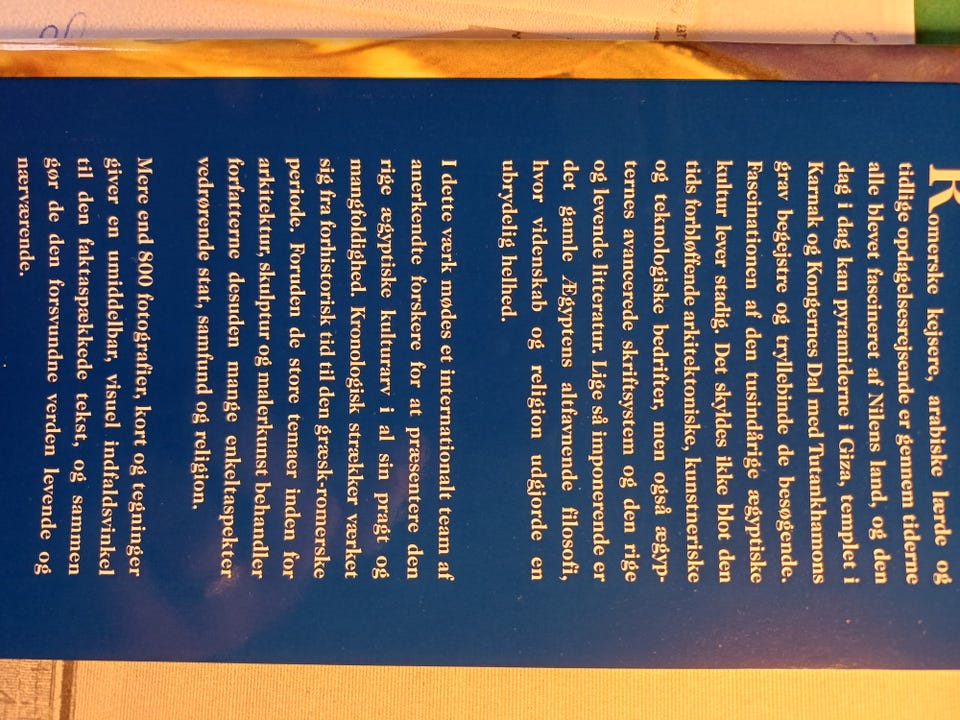 Romerske kejsere, arabiske lærde og
tidlige opdagelsesrejsende er gennem tiderne
alle blevet fascineret af Nilens land, og den
dag i dag kan pyramiderne i Giza, templet i
Karnak og Kongernes Dal med Tutankhamons
grav begejstre og tryllebinde de besøgende.
Fascinationen af den tusindårige ægyptiske
kultur lever stadig. Det skyldes ikke blot den
tids forbløffende arkitektoniske, kunstneriske
og teknologiske bedrifter, men også ægyp-
ternes avancerede skriftsystem og den rige
og levende litteratur. Lige så imponerende er
det gamle Ægyptens altfavnende filosofi,
hvor videnskab og religion udgjorde en
ubrydelig helhed.
I dette værk mødes et internationalt team af
anerkendte forskere for at præsentere den
rige ægyptiske kulturarv i al sin pragt og
mangfoldighed. Kronologisk strækker værket
sig fra forhistorisk tid til den græsk-romerske
periode. Foruden de store temaer inden for
arkitektur, skulptur og malerkunst behandler
forfatterne desuden mange enkeltaspekter
vedrørende stat, samfund og religion.
Mere end 800 fotografier, kort og tegninger
giver en umiddelbar, visuel indfaldsvinkel
til den faktaspækkede tekst, og sammen
gør de den forsvundne verden levende og
nærværende.